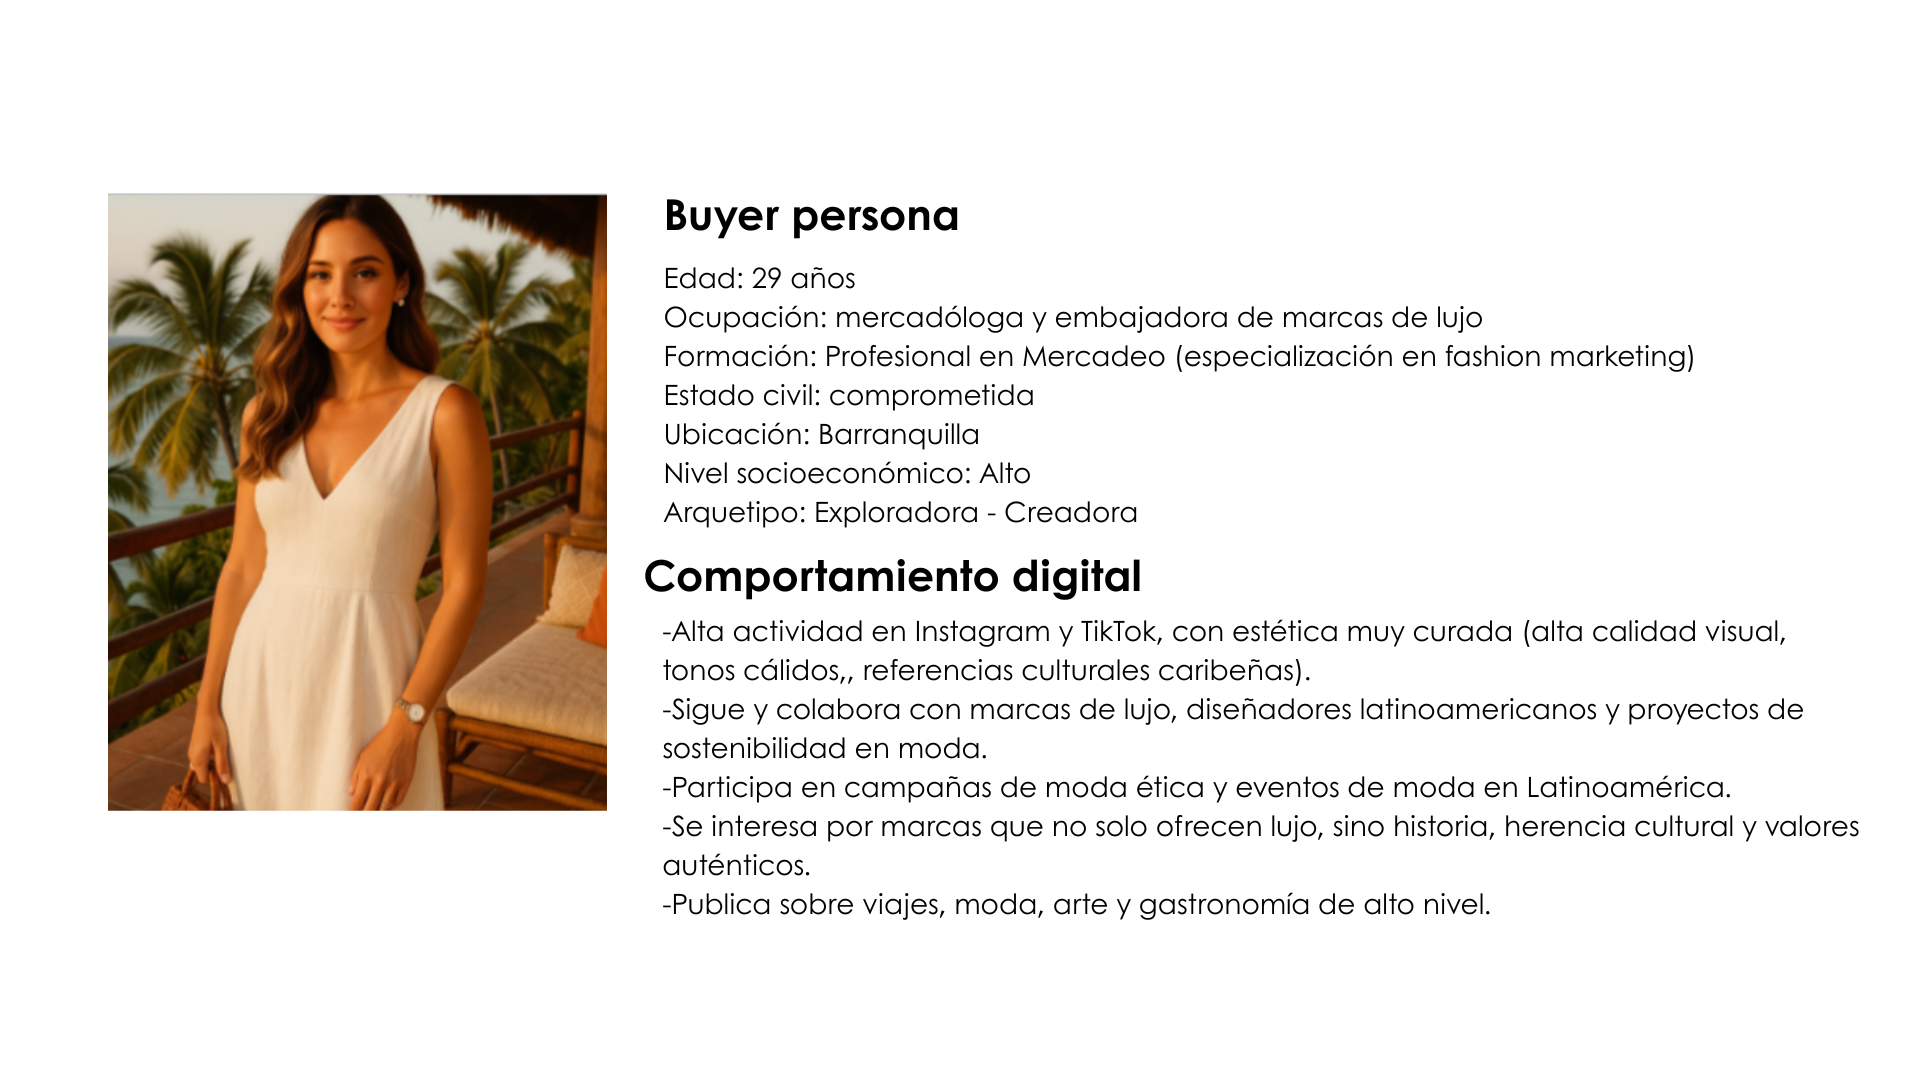 Buyer persona
Edad: 29 años
Ocupación: mercadóloga y embajadora de marcas de lujo
Formación: Profesional en Mercadeo (especialización en fashion marketing)
Estado civil: comprometida
Ubicación: Barranquilla
Nivel socioeconómico: Alto
Arquetipo: Exploradora - Creadora
Comportamiento digital
-Alta actividad en Instagram y TikTok, con estética muy curada (alta calidad visual,
tonos cálidos,, referencias culturales caribeñas).
-Sigue y colabora con marcas de lujo, diseñadores latinoamericanos y proyectos de
sostenibilidad en moda.
-Participa en campañas de moda ética y eventos de moda en Latinoamérica.
-Se interesa por marcas que no solo ofrecen lujo, sino historia, herencia cultural y valores
auténticos.
-Publica sobre viajes, moda, arte y gastronomía de alto nivel.